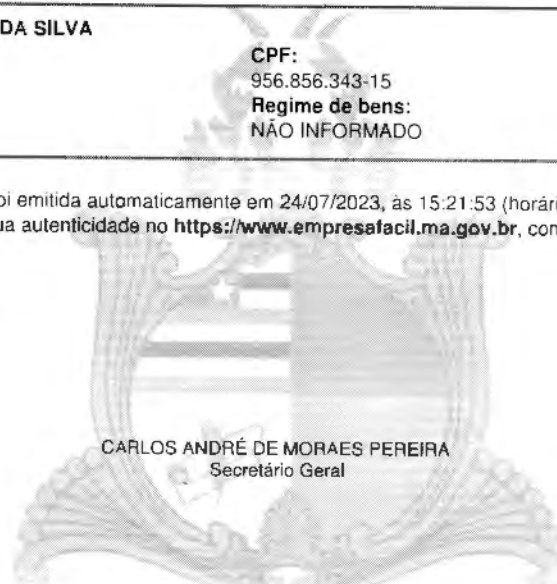 DA SILVA
CPF:
956.856.343-15
Regime de bens:
NÃO INFORMADO
oi emitida automaticamente em 24/07/2023, às 15:21:53 (horári
ua autenticidade no https://www.empresafacil.ma.gov.br, con
CARLOS ANDRÉ DE MORAES PEREIRA
Secretário Geral